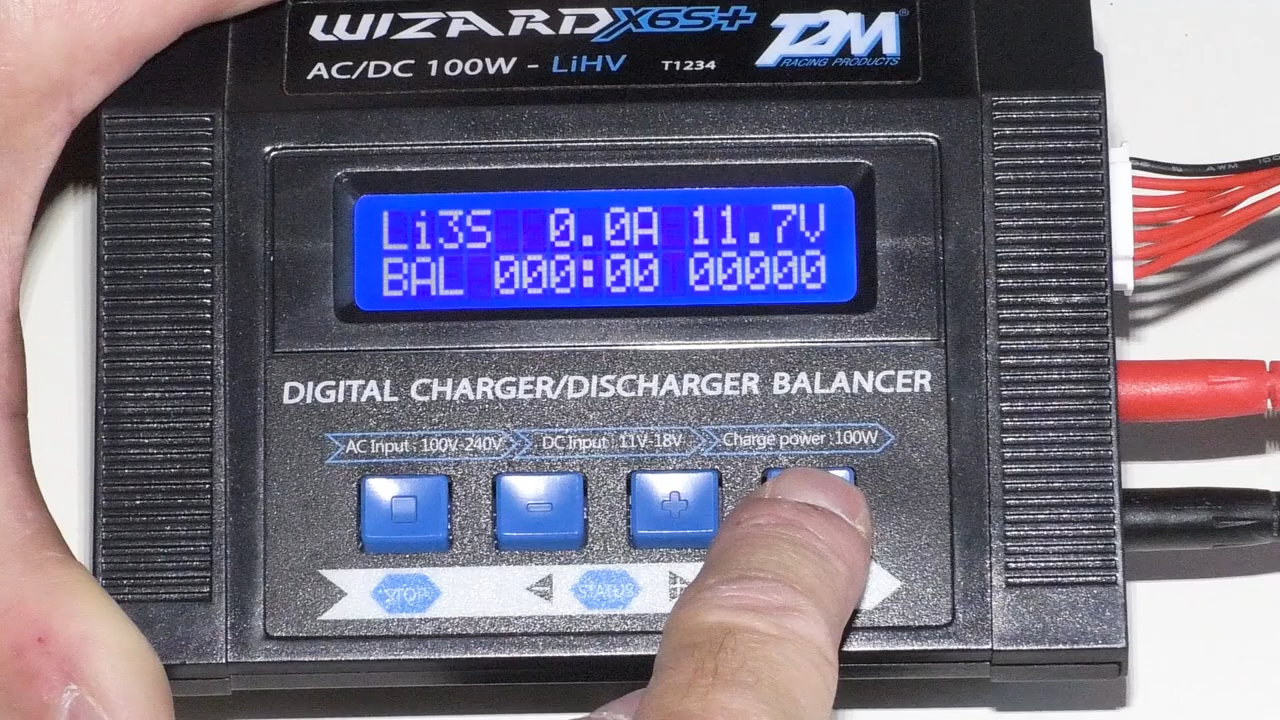 WIZARD X6S+ T2M®
RACING PRODUCTS
AC/DC 100W - LiHV T1234
Li3S 0.0A 11.7V
BAL 000:00 00000
DIGITAL CHARGER/DISCHARGER BALANCER
AC Input : 100V-240V DC Input : 11V-18V Charge power :100W
STOP STATUS
AWM